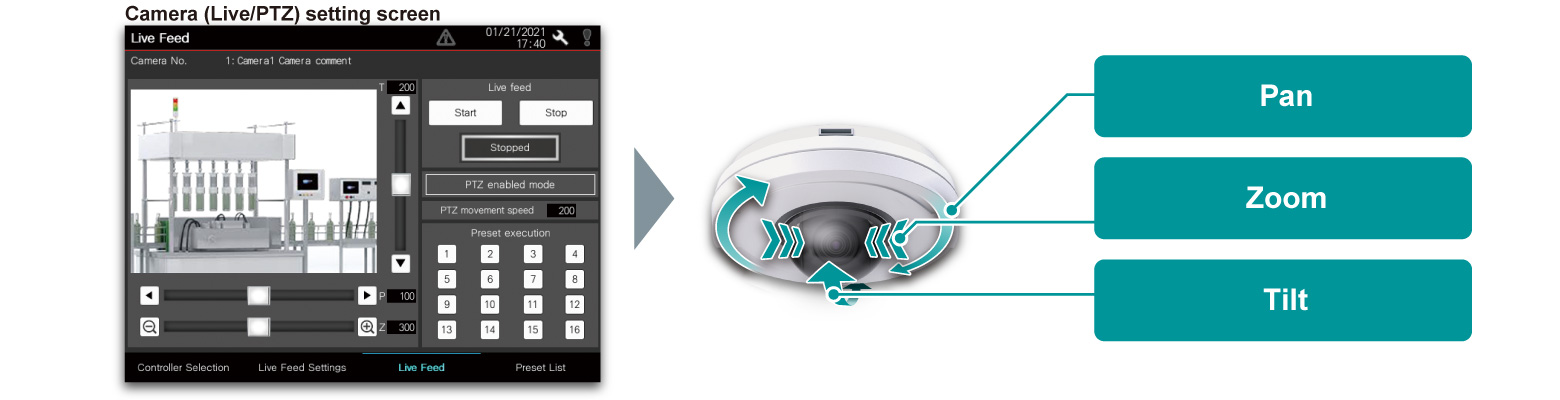 Camera (Live/PTZ) setting screen
Live Feed
01/21/2021
17:40
Camera No. 1: Camera1 Camera comment
T 200
Live feed
Start Stop
Stopped
PTZ enabled mode
PTZ movement speed 200
Preset execution
1 2 3 4
5 6 7 8
9 10 11 12
13 14 15 16
P 100
Z 300
Controller Selection Live Feed Settings Live Feed Preset List
Pan
Zoom
Tilt